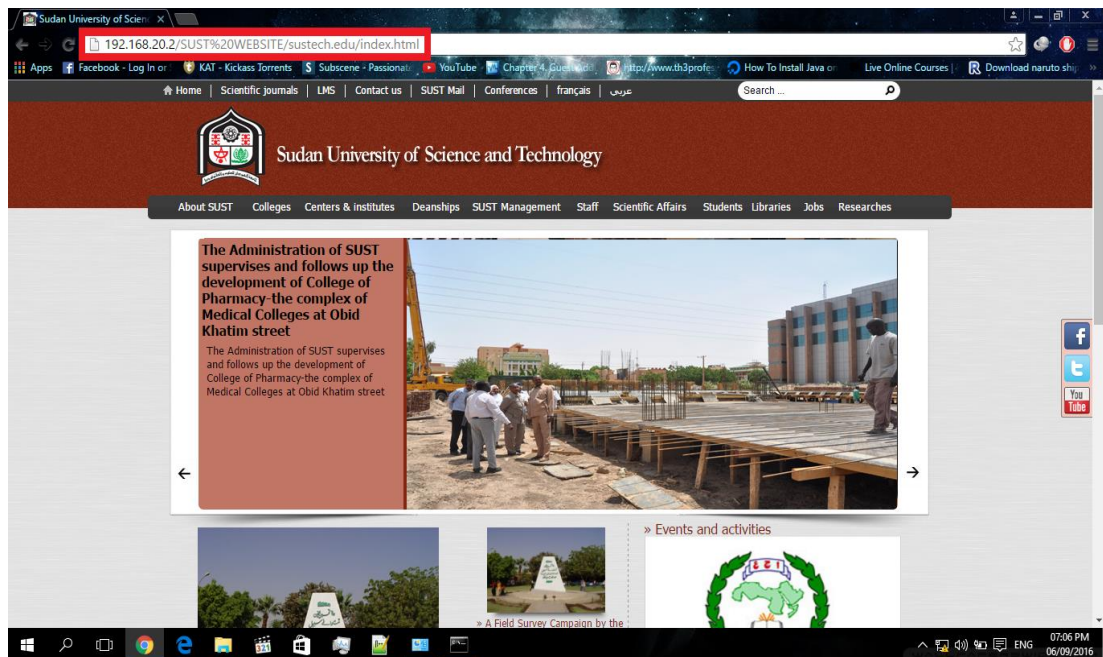 Sudan University of Scienc
192.168.20.2/SUST%20WEBSITE/sustech.edu/index.html
Apps Facebook - Log In or KAT - Kickass Torrents Subscene - Passionat YouTube Chapter 4. Guest Add http://www.th3profes How To Install Java on Live Online Courses | Download naruto ship »
Home | Scientific journals | LMS | Contact us | SUST Mail | Conferences | français | عربى Search ...
Sudan University of Science and Technology
About SUST Colleges Centers & institutes Deanships SUST Management Staff Scientific Affairs Students Libraries Jobs Researches
The Administration of SUST
supervises and follows up the
development of College of
Pharmacy-the complex of
Medical Colleges at Obid
Khatim street
The Administration of SUST supervises
and follows up the development of
College of Pharmacy-the complex of
Medical Colleges at Obid Khatim street
You
Tube
» Events and activities
» A Field Survey Campaign by the
ENG
07:06 PM
06/09/2016